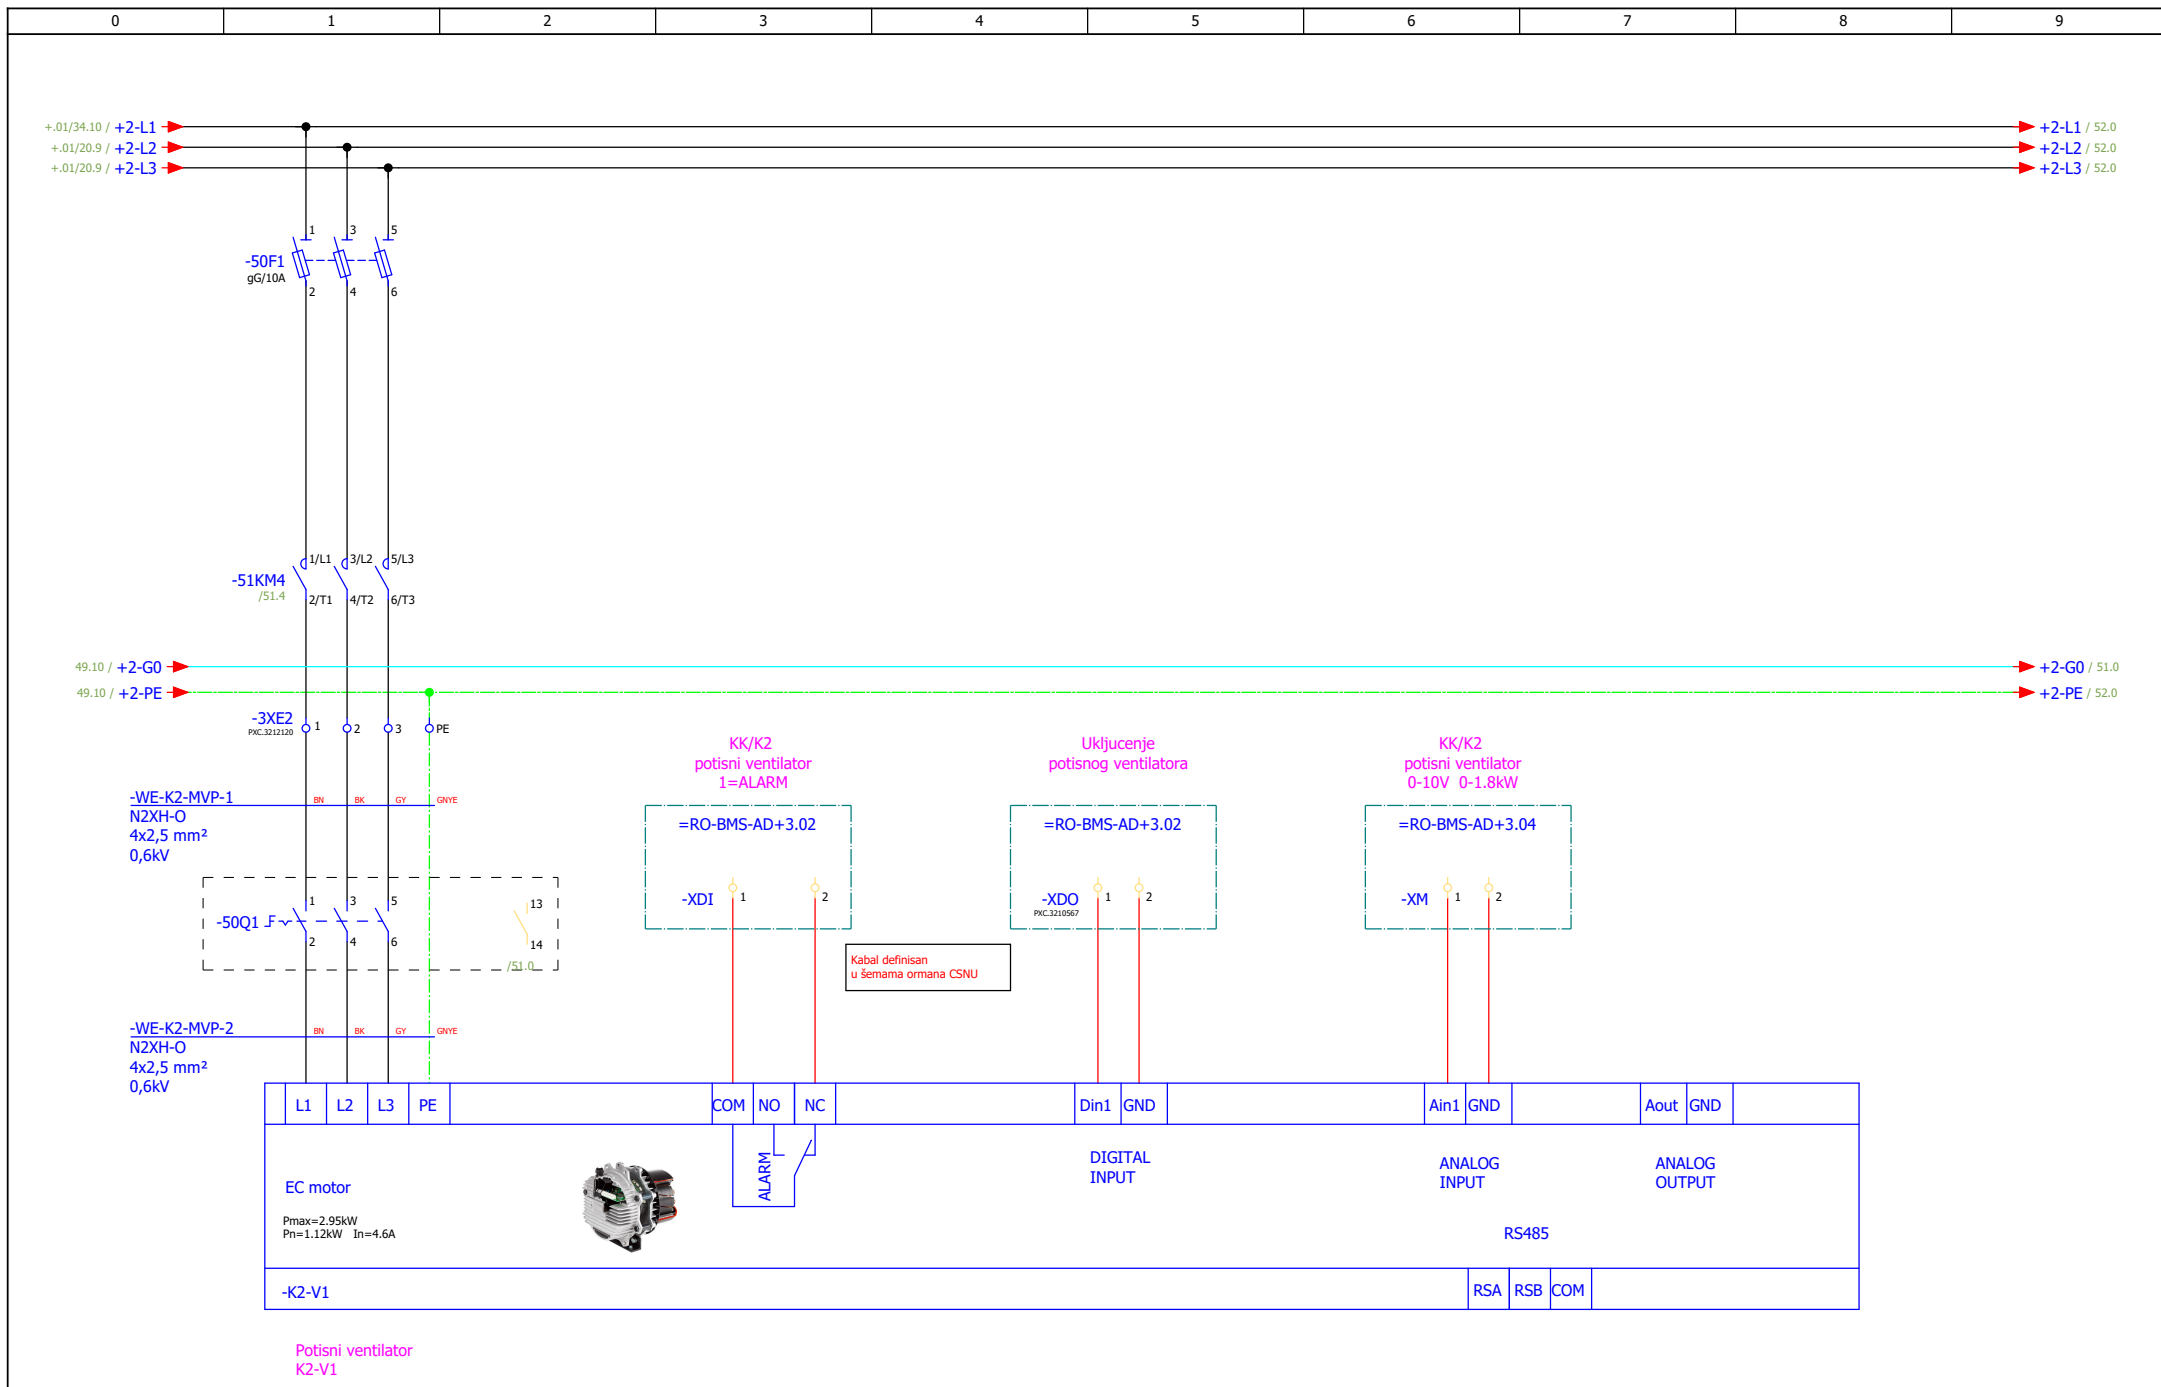 0 1 2 3 4 5 6 7 8 9
+.01/34.10 / +2-L1
+2-L1 / 52.0
+.01/20.9 / +2-L2
+2-L2 / 52.0
+.01/20.9 / +2-L3
+2-L3 / 52.0
1 3 5
-50F1
gG/10A
2 4 6
1/L1 3/L2 5/L3
-51KM4
/51.4
2/T1 4/T2 6/T3
49.10 / +2-G0
+2-G0 / 51.0
49.10 / +2-PE
+2-PE / 52.0
-3XE2
PXC.3212120
1 2 3 PE
KK/K2
potisni ventilator
1=ALARM
Ukljucenje
potisnog ventilatora
KK/K2
potisni ventilator
0-10V 0-1.8kW
-WE-K2-MVP-1
BN BK GY GNYE
N2XH-O
4x2,5 mm²
0,6kV
=RO-BMS-AD+3.02
-XDI 1 2
=RO-BMS-AD+3.02
-XDO 1 2
PXC.3210567
=RO-BMS-AD+3.04
-XM 1 2
1 3 5 13
-50Q1
2 4 6 14
/51.0
Kabal definisan
u šemama ormana CSNU
-WE-K2-MVP-2
BN BK GY GNYE
N2XH-O
4x2,5 mm²
0,6kV
L1 L2 L3 PE COM NO NC Din1 GND Ain1 GND Aout GND
ALARM
DIGITAL
INPUT
ANALOG
INPUT
ANALOG
OUTPUT
EC motor
Pmax=2.95kW
Pn=1.12kW In=4.6A
RS485
-K2-V1
RSA RSB COM
Potisni ventilator
K2-V1